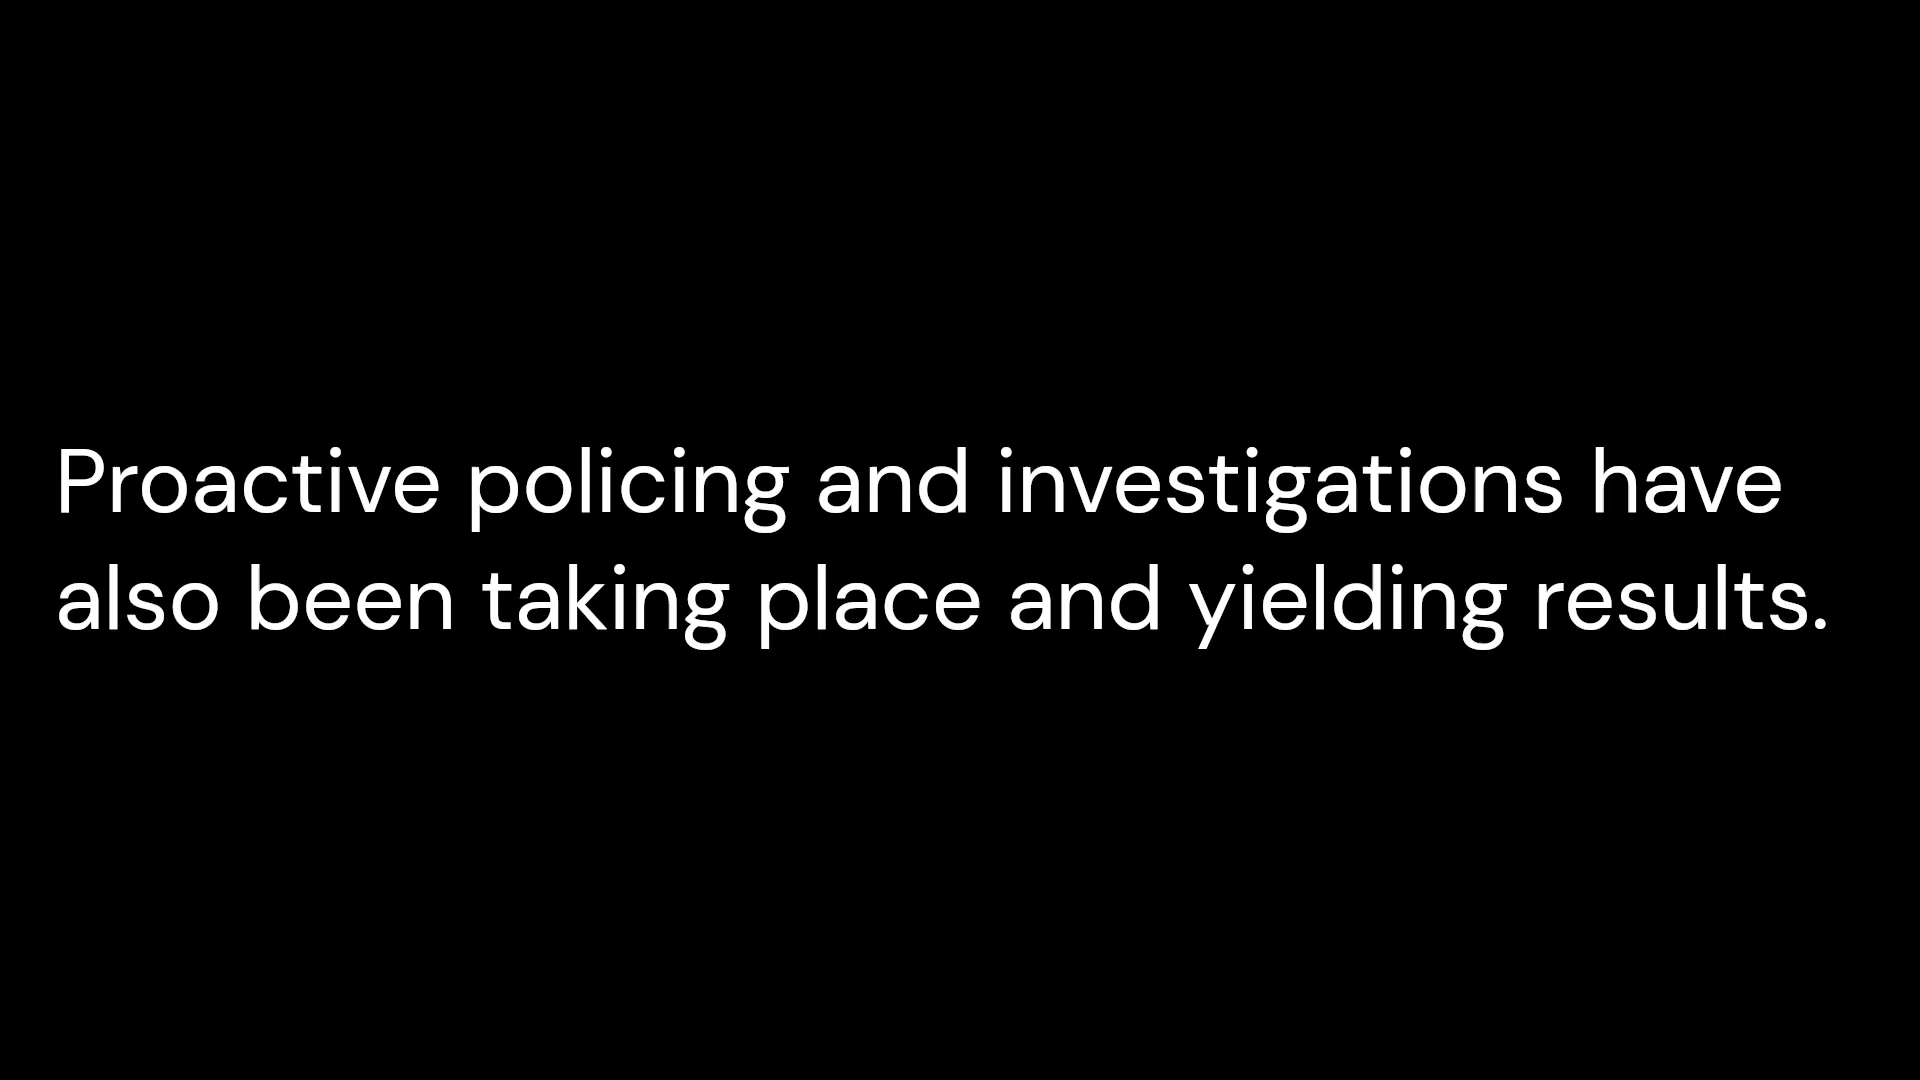 Proactive policing and investigations have
also been taking place and yielding results.